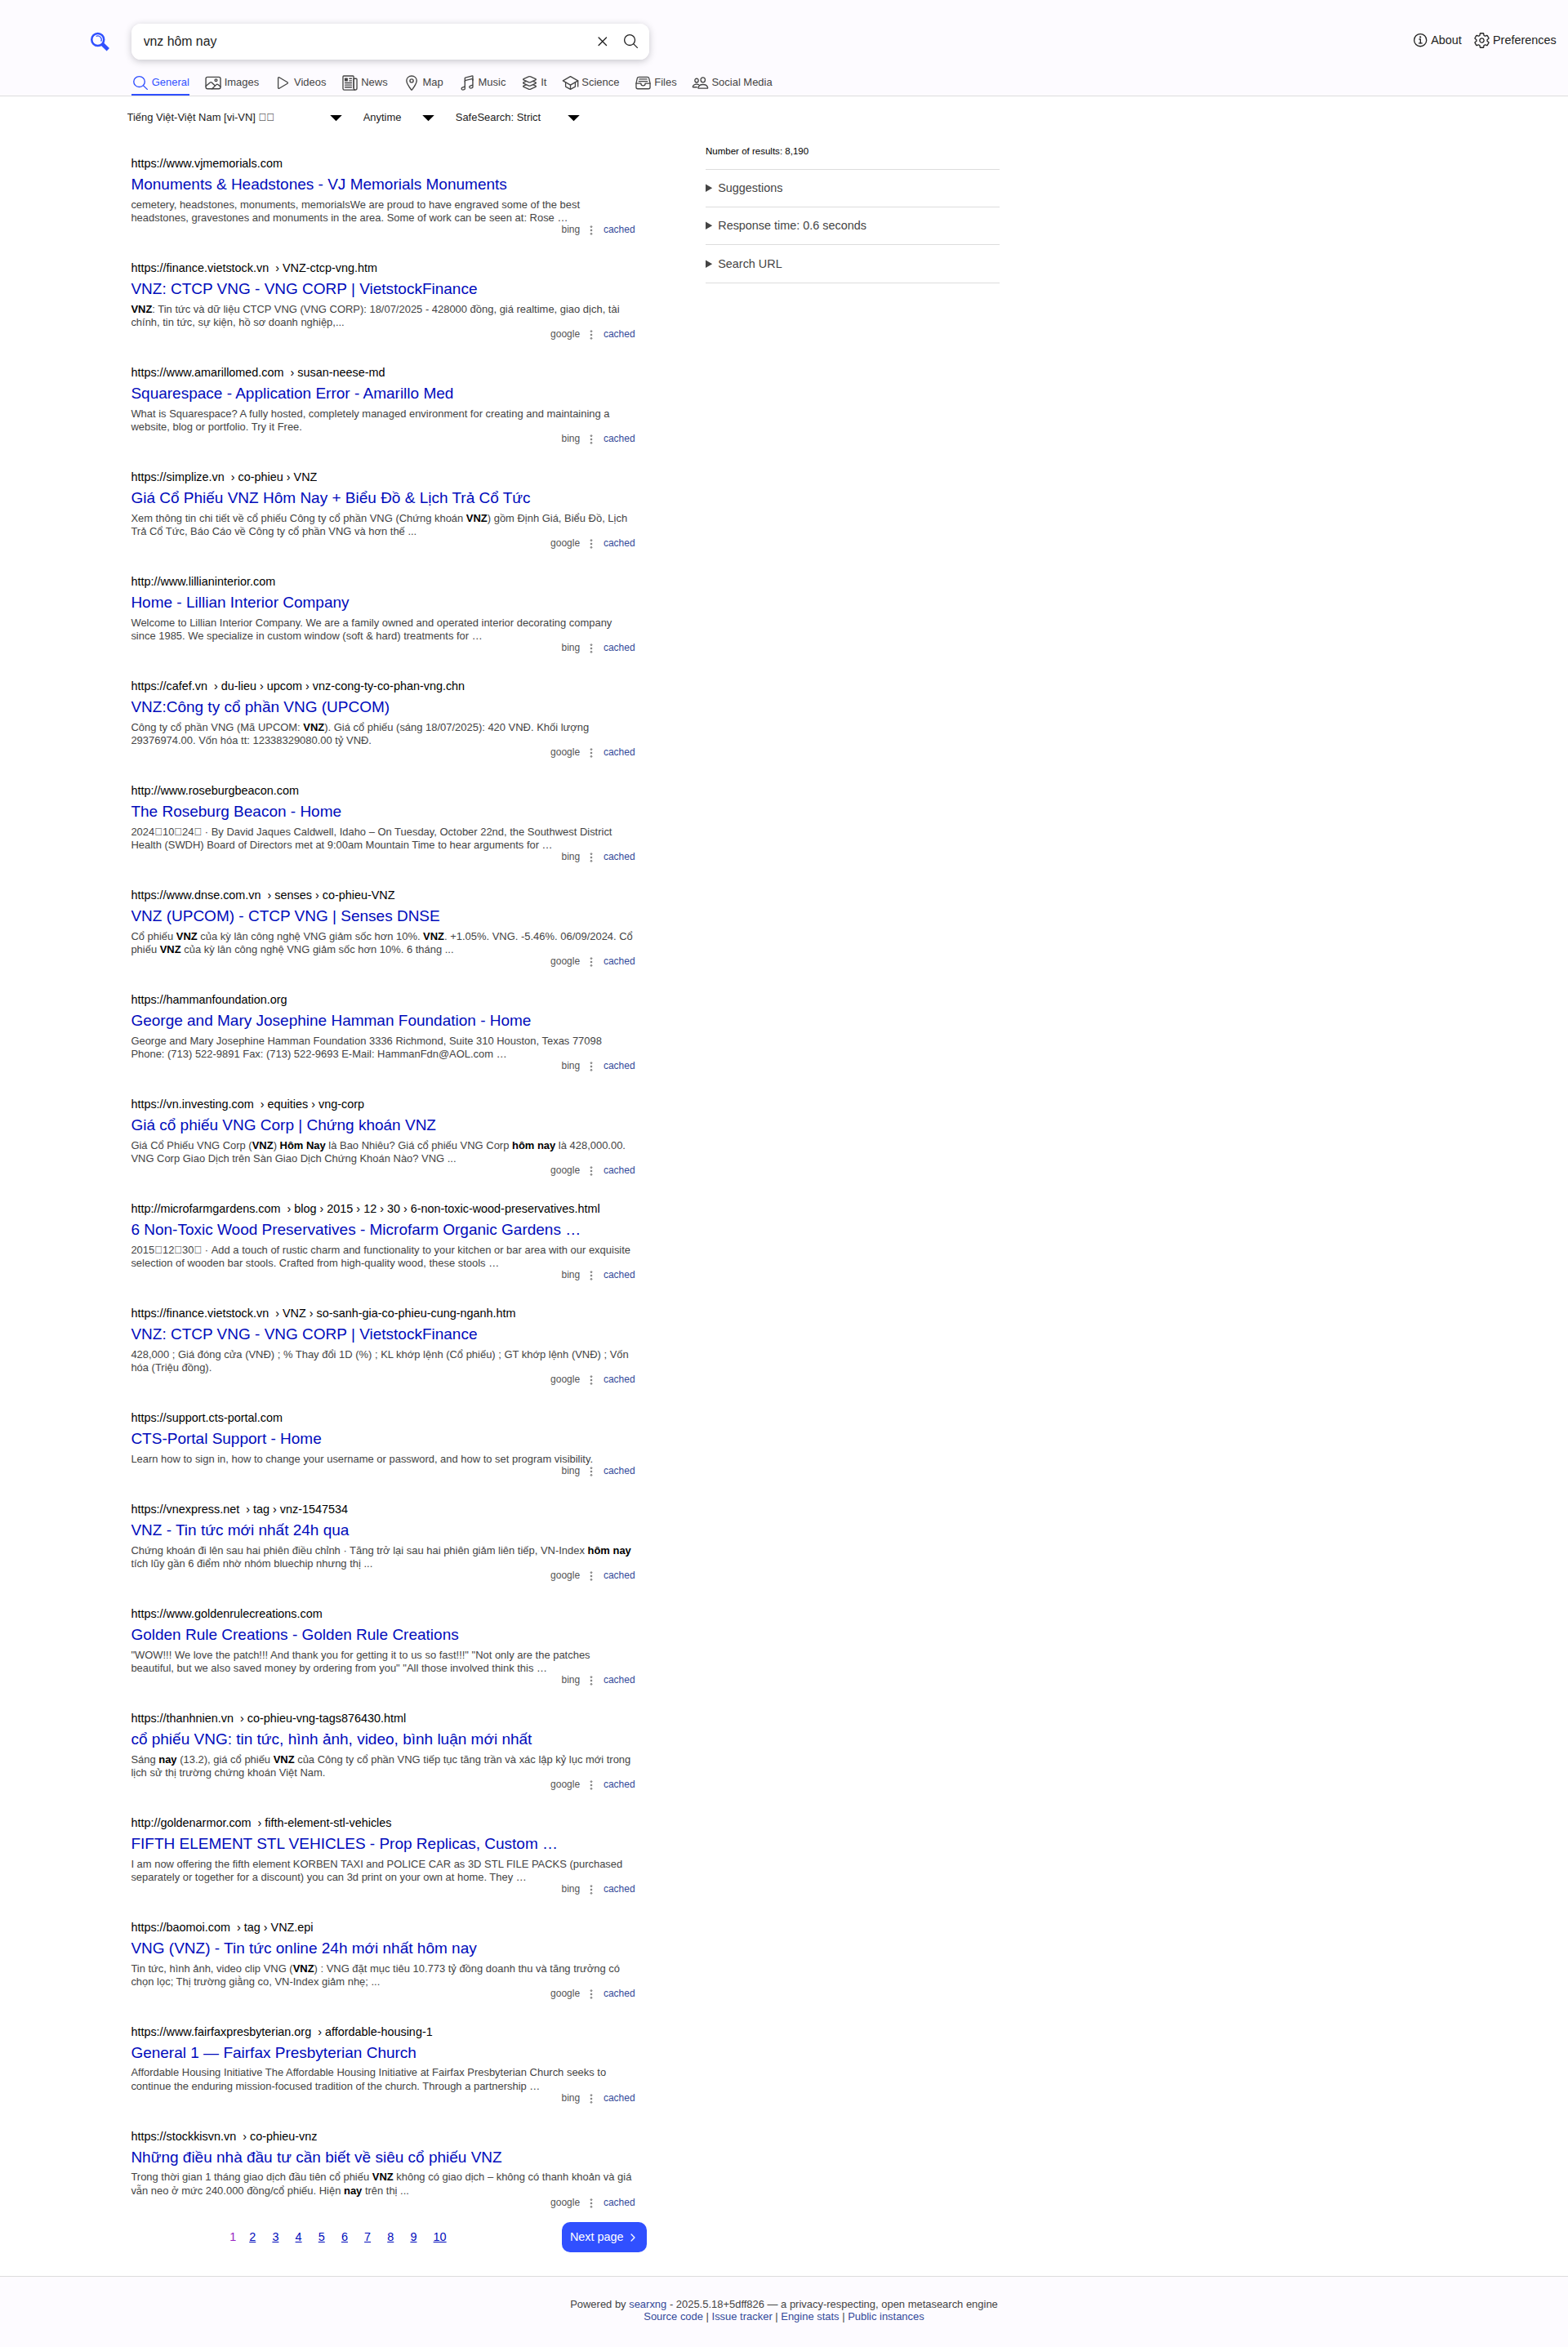 vnz hôm nay
About
Preferences
General
Images
Videos
News
Map
Music
It
Science
Files
Social Media
Tiếng Việt-Việt Nam [vi-VN]
Anytime
SafeSearch: Strict
Number of results: 8,190
Suggestions
Response time: 0.6 seconds
Search URL
https://www.vjmemorials.com
Monuments & Headstones - VJ Memorials Monuments
cemetery, headstones, monuments, memorialsWe are proud to have engraved some of the best
headstones, gravestones and monuments in the area. Some of work can be seen at: Rose …
bing
cached
https://finance.vietstock.vn › VNZ-ctcp-vng.htm
VNZ: CTCP VNG - VNG CORP | VietstockFinance
VNZ: Tin tức và dữ liệu CTCP VNG (VNG CORP): 18/07/2025 - 428000 đồng, giá realtime, giao dịch, tài
chính, tin tức, sự kiện, hồ sơ doanh nghiệp,...
google
cached
https://www.amarillomed.com › susan-neese-md
Squarespace - Application Error - Amarillo Med
What is Squarespace? A fully hosted, completely managed environment for creating and maintaining a
website, blog or portfolio. Try it Free.
bing
cached
https://simplize.vn › co-phieu › VNZ
Giá Cổ Phiếu VNZ Hôm Nay + Biểu Đồ & Lịch Trả Cổ Tức
Xem thông tin chi tiết về cổ phiếu Công ty cổ phần VNG (Chứng khoán VNZ) gồm Định Giá, Biểu Đồ, Lịch
Trả Cổ Tức, Báo Cáo về Công ty cổ phần VNG và hơn thế ...
google
cached
http://www.lillianinterior.com
Home - Lillian Interior Company
Welcome to Lillian Interior Company. We are a family owned and operated interior decorating company
since 1985. We specialize in custom window (soft & hard) treatments for …
bing
cached
https://cafef.vn › du-lieu › upcom › vnz-cong-ty-co-phan-vng.chn
VNZ:Công ty cổ phần VNG (UPCOM)
Công ty cổ phần VNG (Mã UPCOM: VNZ). Giá cổ phiếu (sáng 18/07/2025): 420 VNĐ. Khối lượng
29376974.00. Vốn hóa tt: 12338329080.00 tỷ VNĐ.
google
cached
http://www.roseburgbeacon.com
The Roseburg Beacon - Home
2024 10 24 · By David Jaques Caldwell, Idaho – On Tuesday, October 22nd, the Southwest District
Health (SWDH) Board of Directors met at 9:00am Mountain Time to hear arguments for …
bing
cached
https://www.dnse.com.vn › senses › co-phieu-VNZ
VNZ (UPCOM) - CTCP VNG | Senses DNSE
Cổ phiếu VNZ của kỳ lân công nghệ VNG giảm sốc hơn 10%. VNZ. +1.05%. VNG. -5.46%. 06/09/2024. Cổ
phiếu VNZ của kỳ lân công nghệ VNG giảm sốc hơn 10%. 6 tháng ...
google
cached
https://hammanfoundation.org
George and Mary Josephine Hamman Foundation - Home
George and Mary Josephine Hamman Foundation 3336 Richmond, Suite 310 Houston, Texas 77098
Phone: (713) 522-9891 Fax: (713) 522-9693 E-Mail: HammanFdn@AOL.com …
bing
cached
https://vn.investing.com › equities › vng-corp
Giá cổ phiếu VNG Corp | Chứng khoán VNZ
Giá Cổ Phiếu VNG Corp (VNZ) Hôm Nay là Bao Nhiêu? Giá cổ phiếu VNG Corp hôm nay là 428,000.00.
VNG Corp Giao Dịch trên Sàn Giao Dịch Chứng Khoán Nào? VNG ...
google
cached
http://microfarmgardens.com › blog › 2015 › 12 › 30 › 6-non-toxic-wood-preservatives.html
6 Non-Toxic Wood Preservatives - Microfarm Organic Gardens …
2015 12 30 · Add a touch of rustic charm and functionality to your kitchen or bar area with our exquisite
selection of wooden bar stools. Crafted from high-quality wood, these stools …
bing
cached
https://finance.vietstock.vn › VNZ › so-sanh-gia-co-phieu-cung-nganh.htm
VNZ: CTCP VNG - VNG CORP | VietstockFinance
428,000 ; Giá đóng cửa (VNĐ) ; % Thay đổi 1D (%) ; KL khớp lệnh (Cổ phiếu) ; GT khớp lệnh (VNĐ) ; Vốn
hóa (Triệu đồng).
google
cached
https://support.cts-portal.com
CTS-Portal Support - Home
Learn how to sign in, how to change your username or password, and how to set program visibility.
bing
cached
https://vnexpress.net › tag › vnz-1547534
VNZ - Tin tức mới nhất 24h qua
Chứng khoán đi lên sau hai phiên điều chỉnh · Tăng trở lại sau hai phiên giảm liên tiếp, VN-Index hôm nay
tích lũy gần 6 điểm nhờ nhóm bluechip nhưng thị ...
google
cached
https://www.goldenrulecreations.com
Golden Rule Creations - Golden Rule Creations
"WOW!!! We love the patch!!! And thank you for getting it to us so fast!!!" "Not only are the patches
beautiful, but we also saved money by ordering from you" "All those involved think this …
bing
cached
https://thanhnien.vn › co-phieu-vng-tags876430.html
cổ phiếu VNG: tin tức, hình ảnh, video, bình luận mới nhất
Sáng nay (13.2), giá cổ phiếu VNZ của Công ty cổ phần VNG tiếp tục tăng trần và xác lập kỷ lục mới trong
lịch sử thị trường chứng khoán Việt Nam.
google
cached
http://goldenarmor.com › fifth-element-stl-vehicles
FIFTH ELEMENT STL VEHICLES - Prop Replicas, Custom …
I am now offering the fifth element KORBEN TAXI and POLICE CAR as 3D STL FILE PACKS (purchased
separately or together for a discount) you can 3d print on your own at home. They …
bing
cached
https://baomoi.com › tag › VNZ.epi
VNG (VNZ) - Tin tức online 24h mới nhất hôm nay
Tin tức, hình ảnh, video clip VNG (VNZ) : VNG đặt mục tiêu 10.773 tỷ đồng doanh thu và tăng trưởng có
chọn lọc; Thị trường giằng co, VN-Index giảm nhẹ; ...
google
cached
https://www.fairfaxpresbyterian.org › affordable-housing-1
General 1 — Fairfax Presbyterian Church
Affordable Housing Initiative The Affordable Housing Initiative at Fairfax Presbyterian Church seeks to
continue the enduring mission-focused tradition of the church. Through a partnership …
bing
cached
https://stockkisvn.vn › co-phieu-vnz
Những điều nhà đầu tư cần biết về siêu cổ phiếu VNZ
Trong thời gian 1 tháng giao dịch đầu tiên cổ phiếu VNZ không có giao dịch – không có thanh khoản và giá
vẫn neo ở mức 240.000 đồng/cổ phiếu. Hiện nay trên thị ...
google
cached
1 2 3 4 5 6 7 8 9 10
Next page
Powered by searxng - 2025.5.18+5dff826 — a privacy-respecting, open metasearch engine
Source code | Issue tracker | Engine stats | Public instances